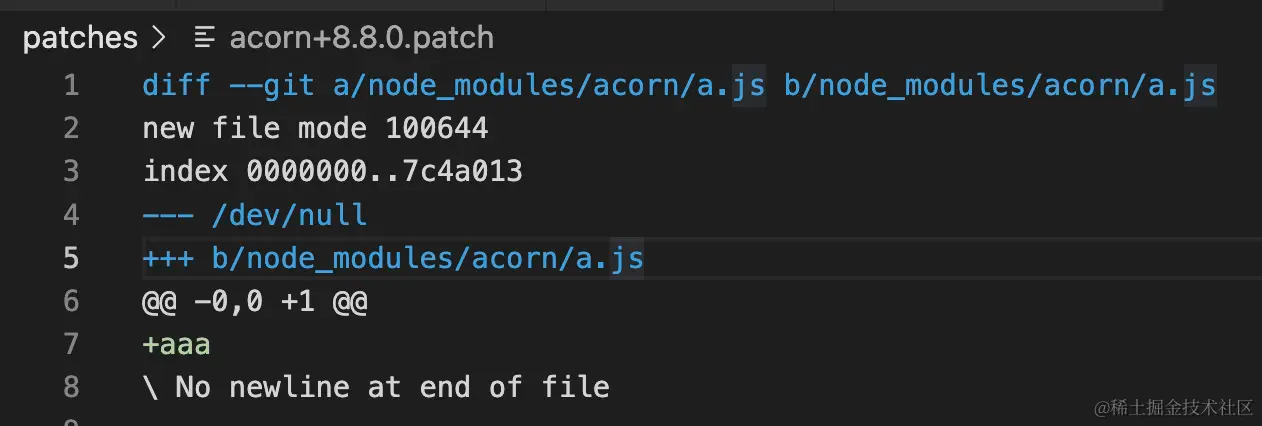 patches > acorn+8.8.0.patch
1 diff --git a/node_modules/acorn/a.js b/node_modules/acorn/a.js
2 new file mode 100644
3 index 0000000..7c4a013
4 --- /dev/null
5 +++ b/node_modules/acorn/a.js
6 @@ -0,0 +1 @@
7 +aaa
8 \ No newline at end of file
@稀土掘金技术社区